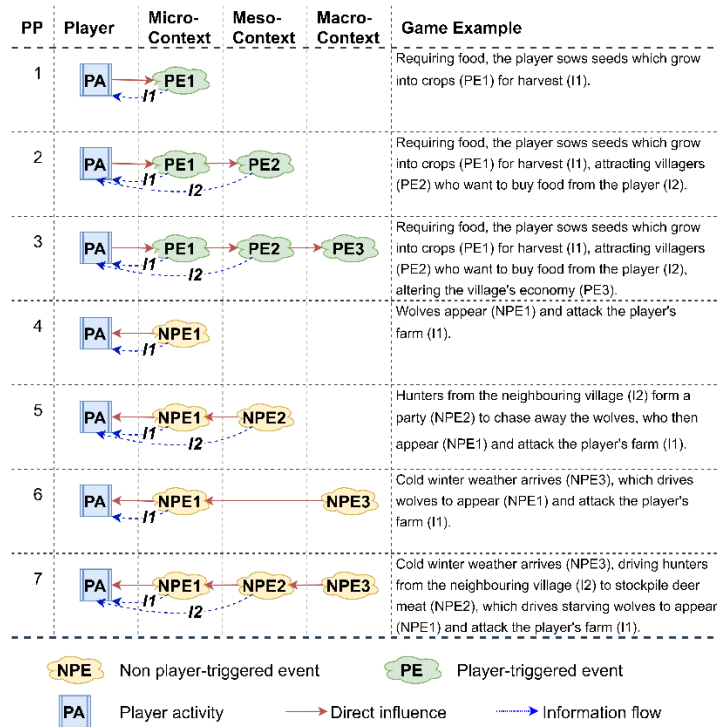 PP Player Micro-Context Meso-Context Macro-Context Game Example
1 PA PE1 I1
Requiring food, the player sows seeds which grow
into crops (PE1) for harvest (I1).
2 PA PE1 PE2 I1 I2
Requiring food, the player sows seeds which grow
into crops (PE1) for harvest (I1), attracting villagers
(PE2) who want to buy food from the player (I2).
3 PA PE1 PE2 PE3 I1 I2
Requiring food, the player sows seeds which grow
into crops (PE1) for harvest (I1), attracting villagers
(PE2) who want to buy food from the player (I2),
altering the village's economy (PE3).
4 PA NPE1 I1
Wolves appear (NPE1) and attack the player's
farm (I1).
5 PA NPE1 NPE2 I1 I2
Hunters from the neighbouring village (I2) form a
party (NPE2) to chase away the wolves, who then
appear (NPE1) and attack the player's farm (I1).
6 PA NPE1 NPE3 I1
Cold winter weather arrives (NPE3), which drives
wolves to appear (NPE1) and attack the player's
farm (I1).
7 PA NPE1 NPE2 NPE3 I1 I2
Cold winter weather arrives (NPE3), driving hunters
from the neighbouring village (I2) to stockpile deer
meat (NPE2), which drives starving wolves to appear
(NPE1) and attack the player's farm (I1).
NPE Non player-triggered event PE Player-triggered event
PA Player activity Direct influence Information flow